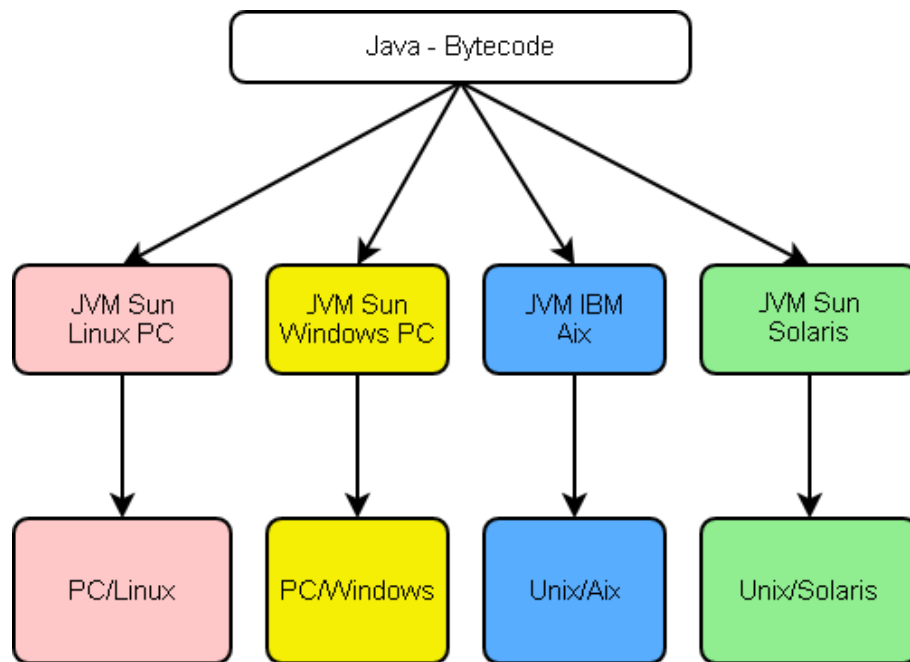 Java - Bytecode
JVM Sun
Linux PC
JVM Sun
Windows PC
JVM IBM
Aix
JVM Sun
Solaris
PC/Linux
PC/Windows
Unix/Aix
Unix/Solaris